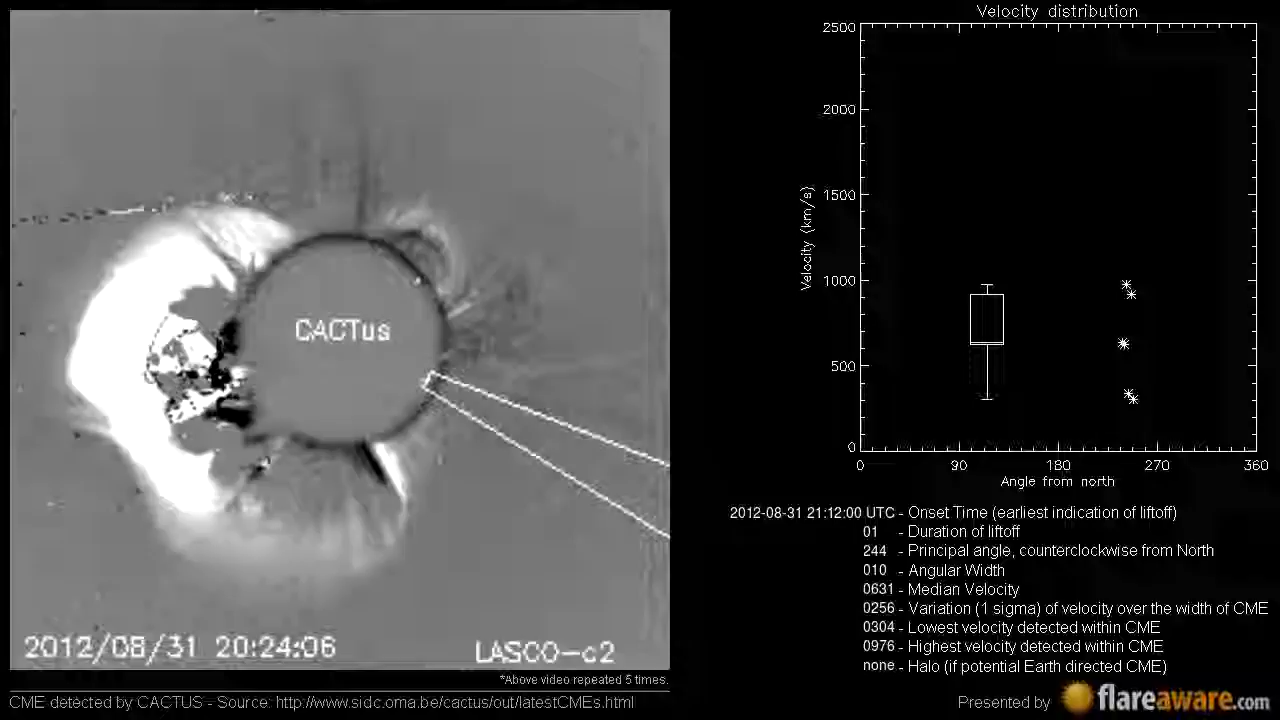 CACTus
2012/08/31 20:24:06
LASCO-c2
*Above video repeated 5 times.
CME detected by CACTUS - Source: http://www.sidc.oma.be/cactus/out/latestCMEs.html
Velocity distribution
Velocity (km/s)
2500
2000
1500
1000
500
0
0 90 180 270 360
Angle from north
2012-08-31 21:12:00 UTC - Onset Time (earliest indication of liftoff)
01 - Duration of liftoff
244 - Principal angle, counterclockwise from North
010 - Angular Width
0631 - Median Velocity
0256 - Variation (1 sigma) of velocity over the width of CME
0304 - Lowest velocity detected within CME
0976 - Highest velocity detected within CME
none - Halo (if potential Earth directed CME)
Presented by flareaware.com